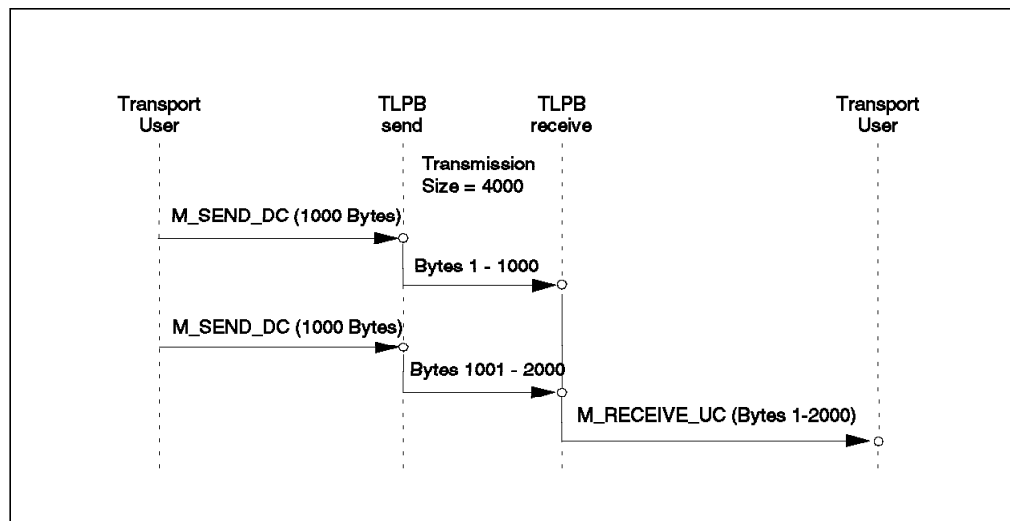 Transport
User
TLPB
send
TLPB
receive
Transport
User
Transmission
Size = 4000
M_SEND_DC (1000 Bytes)
Bytes 1 - 1000
M_SEND_DC (1000 Bytes)
Bytes 1001 - 2000
M_RECEIVE_UC (Bytes 1-2000)